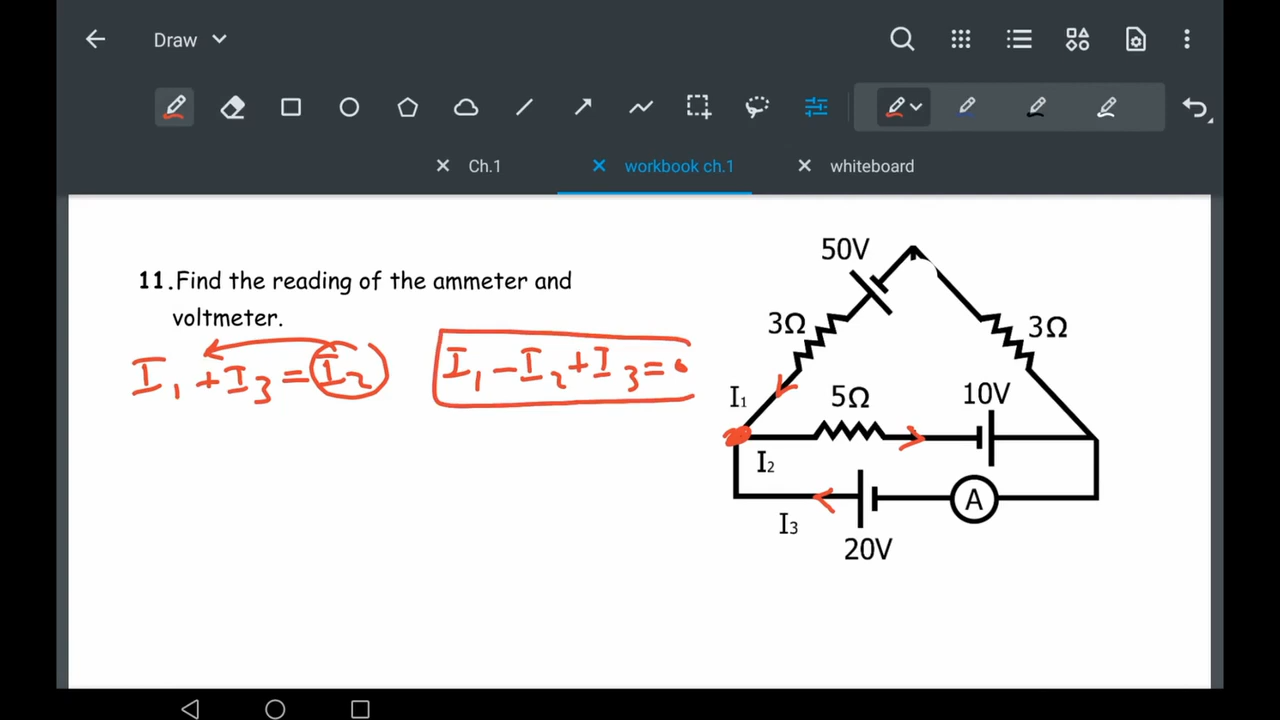 Draw
Ch.1
workbook ch.1
whiteboard
11.Find the reading of the ammeter and
voltmeter.
I₁ + I₃ = I₂
I₁ - I₂ + I₃ = 0
50V
3Ω
3Ω
I₁
5Ω
10V
I₂
A
I₃
20V